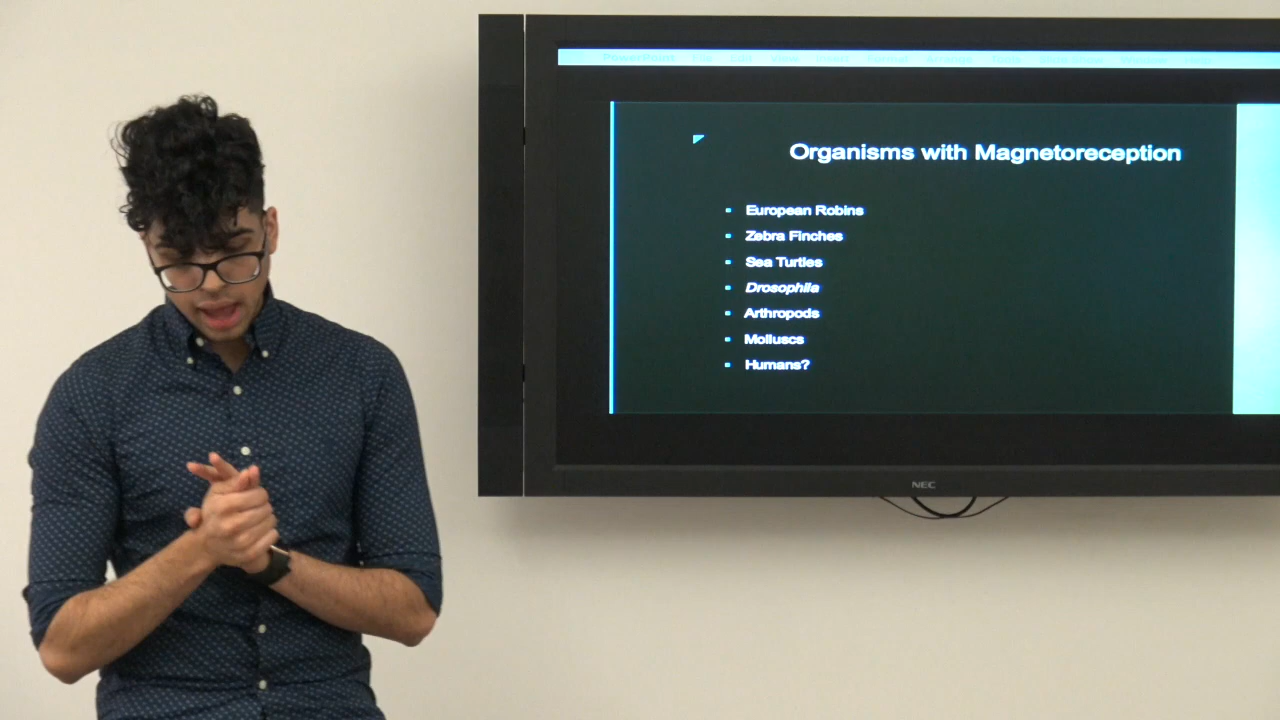 Organisms with Magnetoreception
European Robins
Zebra Finches
Sea Turtles
Drosophila
Arthropods
Molluscs
Humans?
NEC